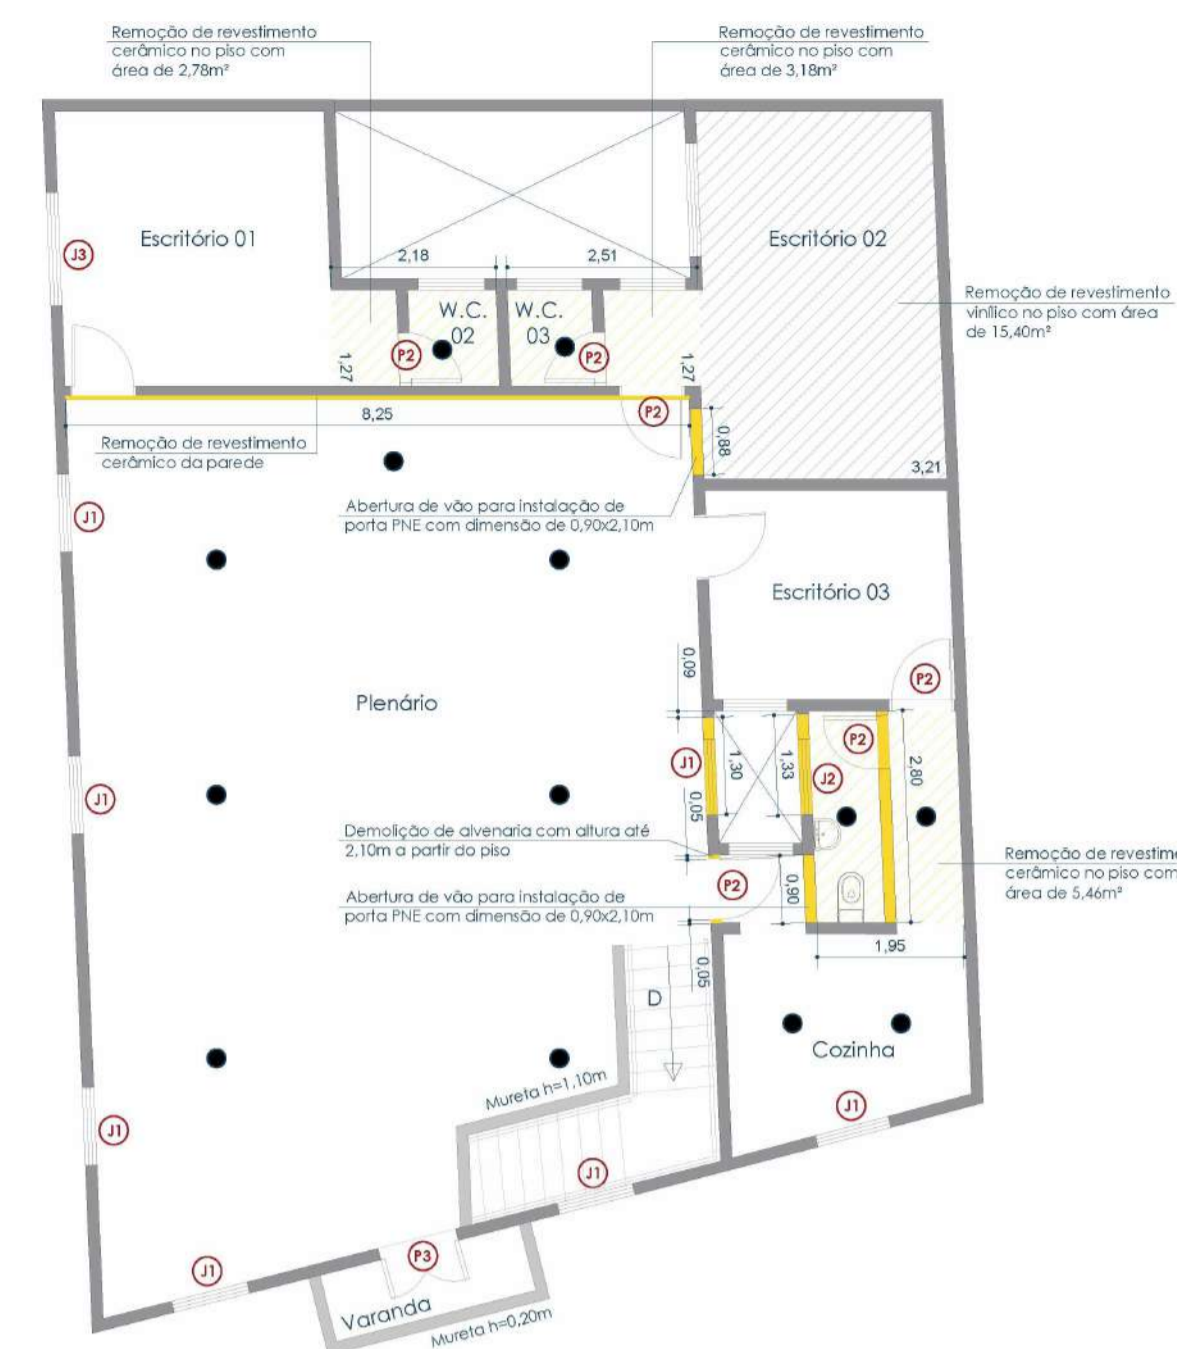 Remoção de revestimento
cerâmico no piso com
área de 2,78m²
Remoção de revestimento
cerâmico no piso com
área de 3,18m²
Escritório 01
J3
2,18
2,51
Escritório 02
Remoção de revestimento
vinílico no piso com área
de 15,40m²
W.C.
02
W.C.
03
P2
P2
1,27
1,27
P2
8,25
0,88
Remoção de revestimento
cerâmico da parede
3,21
Abertura de vão para instalação de
porta PNE com dimensão de 0,90x2,10m
J1
Escritório 03
0,09
P2
Plenário
P2
J1
1,30
1,33
J2
2,80
J1
0,05
Demolição de alvenaria com altura até
2,10m a partir do piso
Remoção de revestime
cerâmico no piso com
área de 5,46m²
P2
0,90
Abertura de vão para instalação de
porta PNE com dimensão de 0,90x2,10m
1,95
0,05
D
Cozinha
Mureta h=1,10m
J1
J1
J1
P3
J1
Varanda
Mureta h=0,20m